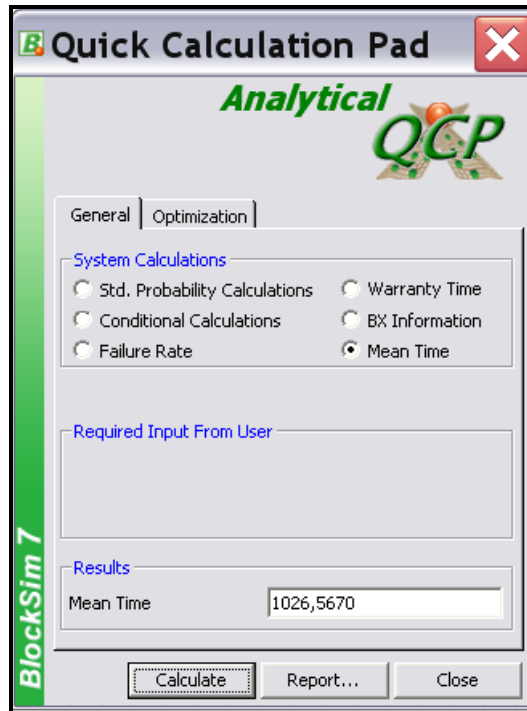 B Quick Calculation Pad
Analytical
QCP
General Optimization
System Calculations
Std. Probability Calculations Warranty Time
Conditional Calculations BX Information
Failure Rate Mean Time
Required Input From User
Results
Mean Time 1026,5670
Calculate Report... Close
BlockSim 7